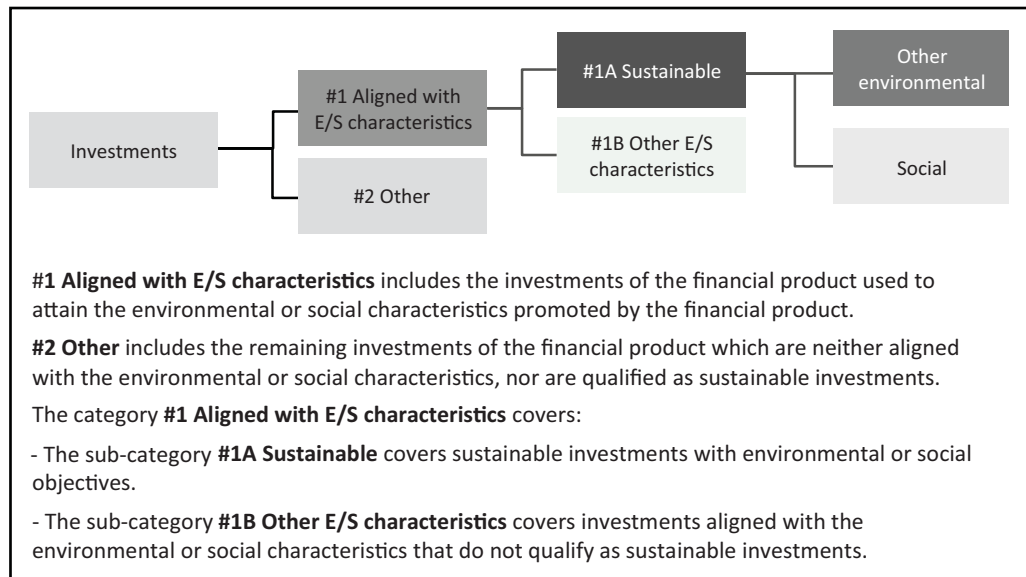 Investments
#1 Aligned with
E/S characteristics
#2 Other
#1A Sustainable
#1B Other E/S
characteristics
Other
environmental
Social
#1 Aligned with E/S characteristics includes the investments of the financial product used to
attain the environmental or social characteristics promoted by the financial product.
#2 Other includes the remaining investments of the financial product which are neither aligned
with the environmental or social characteristics, nor are qualified as sustainable investments.
The category #1 Aligned with E/S characteristics covers:
- The sub-category #1A Sustainable covers sustainable investments with environmental or social
objectives.
- The sub-category #1B Other E/S characteristics covers investments aligned with the
environmental or social characteristics that do not qualify as sustainable investments.